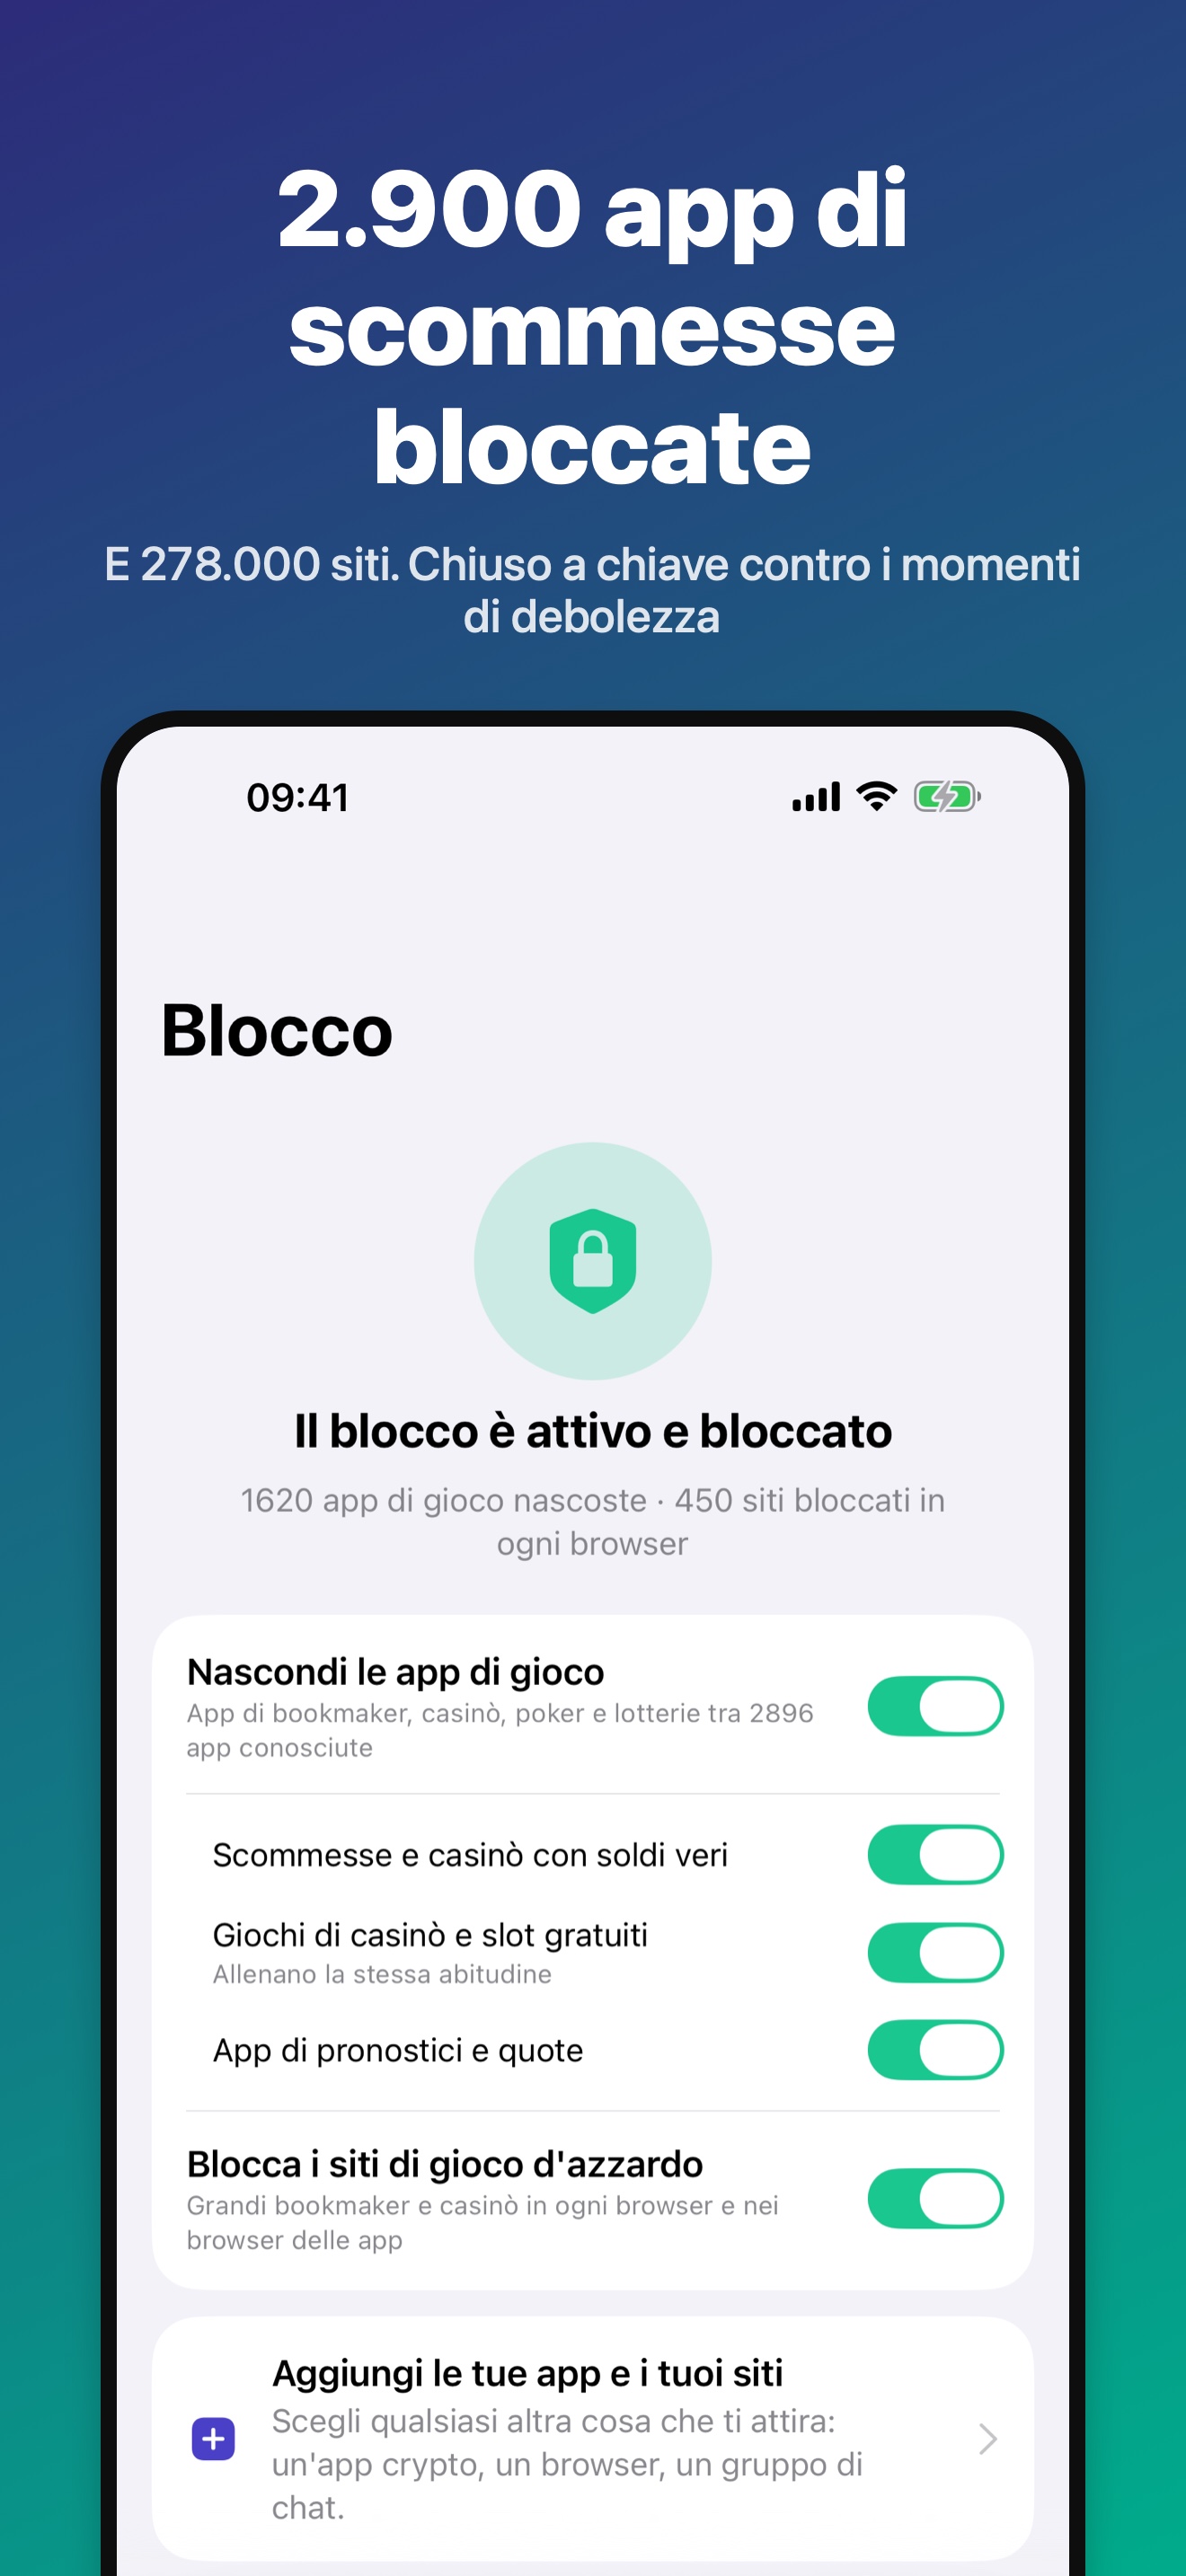 2.900 app di
scommesse
bloccate
E 278.000 siti. Chiuso a chiave contro i momenti
di debolezza
09:41
Blocco
Il blocco è attivo e bloccato
1620 app di gioco nascoste · 450 siti bloccati in
ogni browser
Nascondi le app di gioco
App di bookmaker, casinò, poker e lotterie tra 2896
app conosciute
Scommesse e casinò con soldi veri
Giochi di casinò e slot gratuiti
Allenano la stessa abitudine
App di pronostici e quote
Blocca i siti di gioco d'azzardo
Grandi bookmaker e casinò in ogni browser e nei
browser delle app
Aggiungi le tue app e i tuoi siti
Scegli qualsiasi altra cosa che ti attira:
un'app crypto, un browser, un gruppo di
chat.